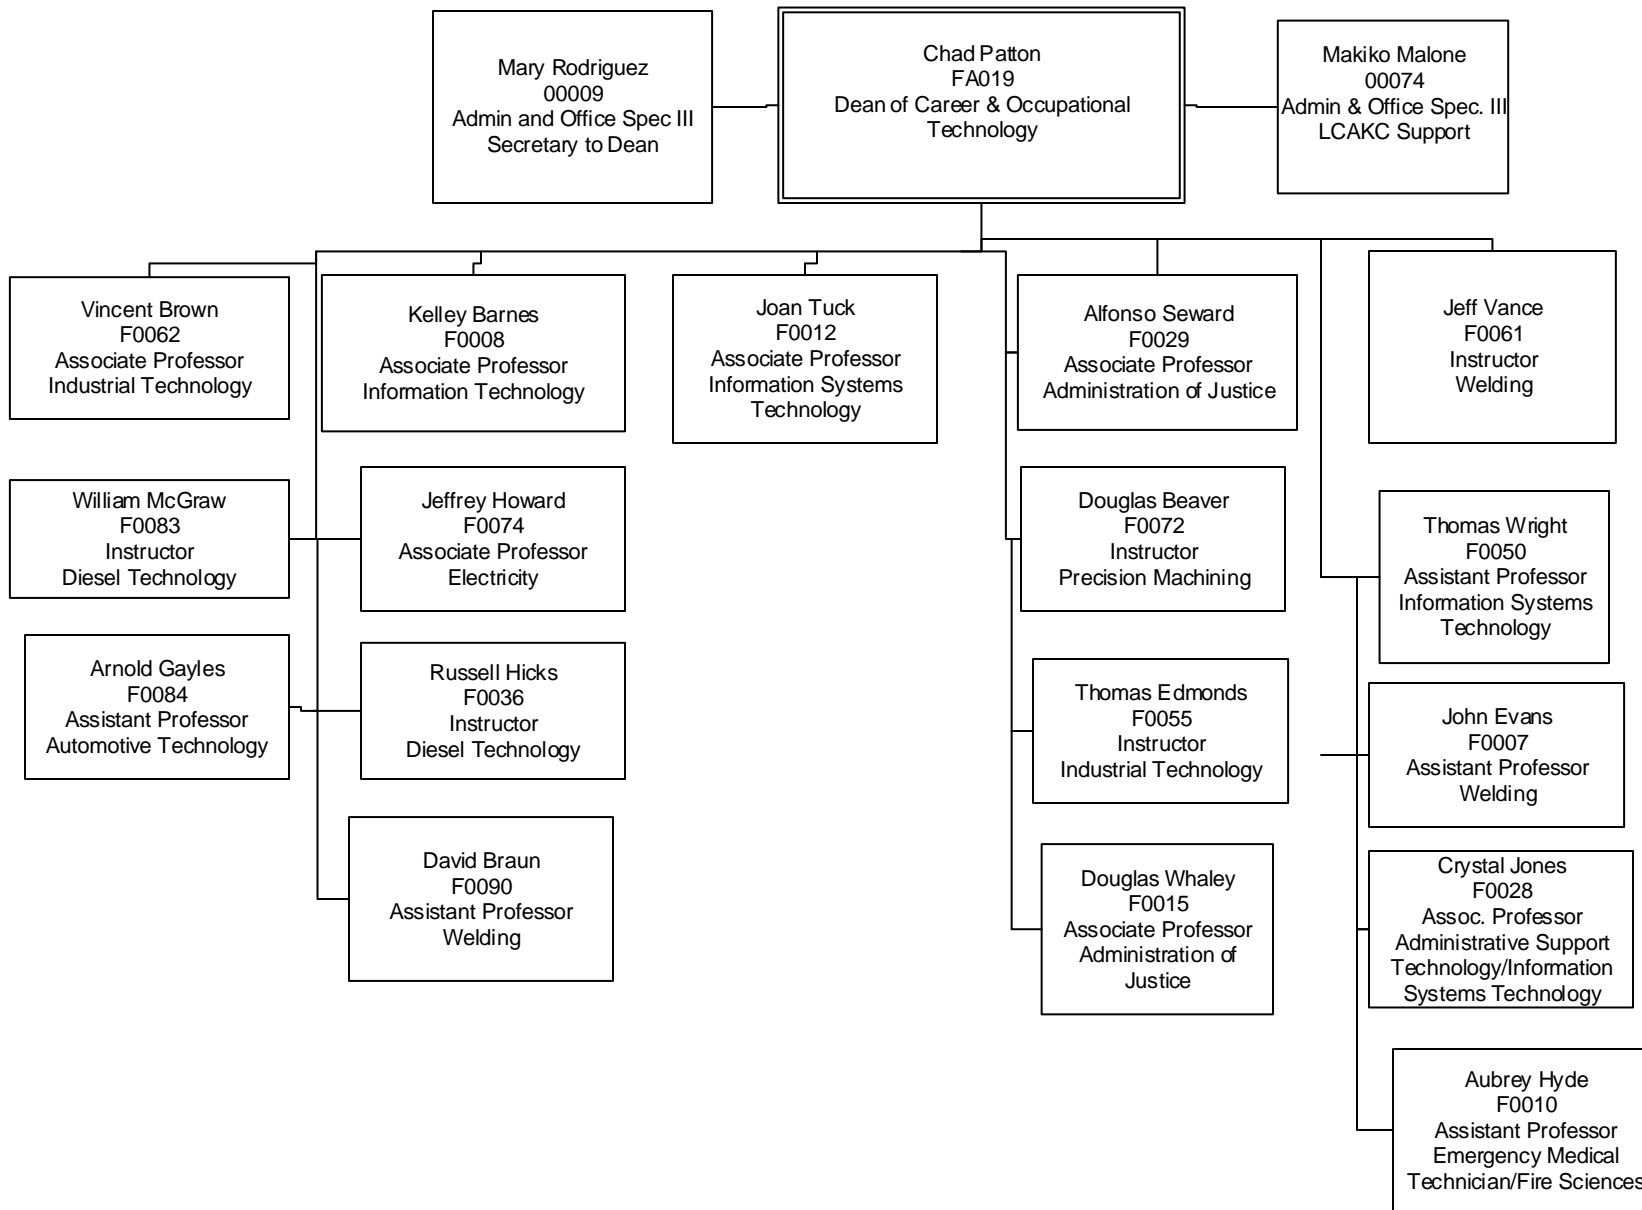 Mary Rodriguez
00009
Admin and Office Spec III
Secretary to Dean
Chad Patton
FA019
Dean of Career & Occupational
Technology
Makiko Malone
00074
Admin & Office Spec. III
LCAKC Support
Vincent Brown
F0062
Associate Professor
Industrial Technology
Kelley Barnes
F0008
Associate Professor
Information Technology
Joan Tuck
F0012
Associate Professor
Information Systems
Technology
Alfonso Seward
F0029
Associate Professor
Administration of Justice
Jeff Vance
F0061
Instructor
Welding
William McGraw
F0083
Instructor
Diesel Technology
Jeffrey Howard
F0074
Associate Professor
Electricity
Douglas Beaver
F0072
Instructor
Precision Machining
Thomas Wright
F0050
Assistant Professor
Information Systems
Technology
Arnold Gayles
F0084
Assistant Professor
Automotive Technology
Russell Hicks
F0036
Instructor
Diesel Technology
Thomas Edmonds
F0055
Instructor
Industrial Technology
John Evans
F0007
Assistant Professor
Welding
David Braun
F0090
Assistant Professor
Welding
Douglas Whaley
F0015
Associate Professor
Administration of
Justice
Crystal Jones
F0028
Assoc. Professor
Administrative Support
Technology/Information
Systems Technology
Aubrey Hyde
F0010
Assistant Professor
Emergency Medical
Technician/Fire Sciences